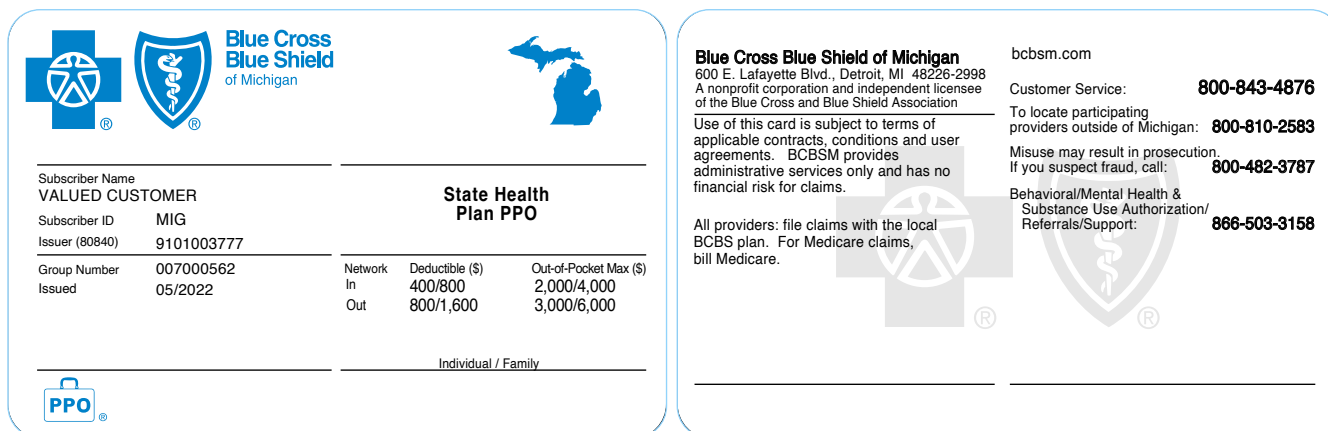 Blue Cross
Blue Shield
of Michigan
®
®
Subscriber Name
VALUED CUSTOMER
Subscriber ID MIG
Issuer (80840) 9101003777
Group Number 007000562
Issued 05/2022
State Health
Plan PPO
Network Deductible ($) Out-of-Pocket Max ($)
In 400/800 2,000/4,000
Out 800/1,600 3,000/6,000
Individual / Family
PPO ®
Blue Cross Blue Shield of Michigan
600 E. Lafayette Blvd., Detroit, MI 48226-2998
A nonprofit corporation and independent licensee
of the Blue Cross and Blue Shield Association
Use of this card is subject to terms of
applicable contracts, conditions and user
agreements. BCBSM provides
administrative services only and has no
financial risk for claims.
All providers: file claims with the local
BCBS plan. For Medicare claims,
bill Medicare.
bcbsm.com
Customer Service: 800-843-4876
To locate participating
providers outside of Michigan: 800-810-2583
Misuse may result in prosecution.
If you suspect fraud, call: 800-482-3787
Behavioral/Mental Health &
Substance Use Authorization/
Referrals/Support: 866-503-3158
®
®